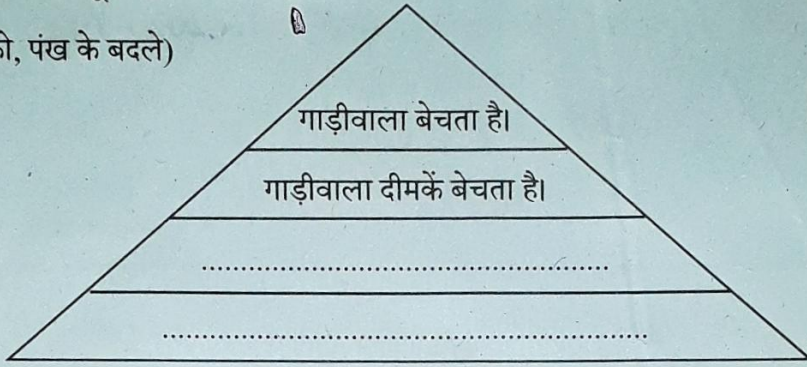 पंख के बदले)
गाड़ीवाला बेचता है।
गाड़ीवाला दीमकें बेचता है।
..........................................................
....................................................................